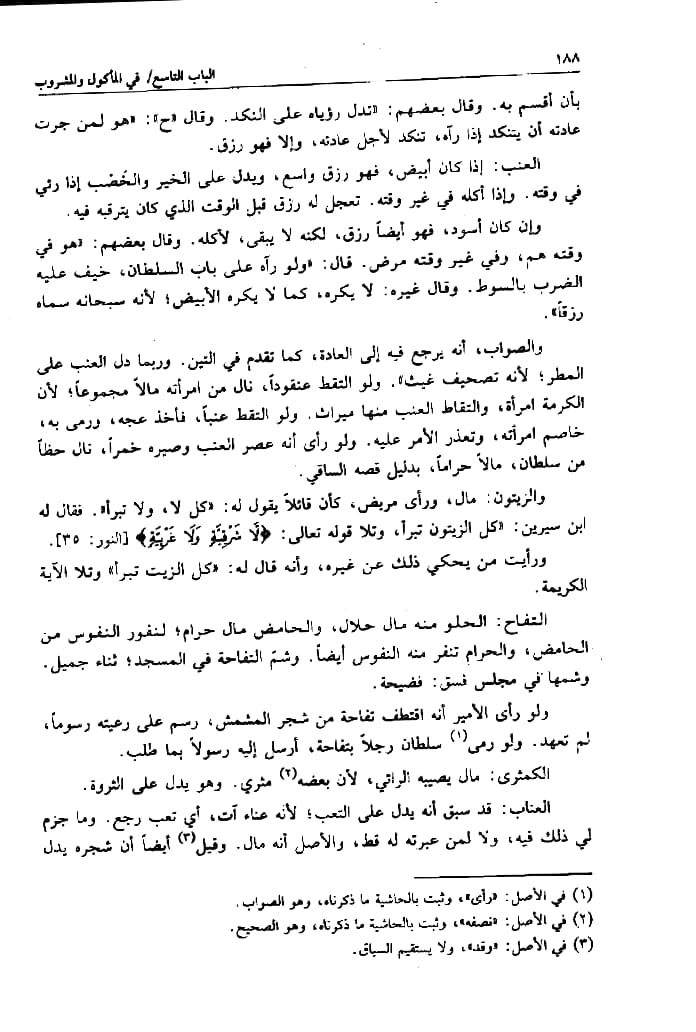 ١٨٨
الباب التاسع/ في المأكول والمشروب
بأن أقسم به. وقال بعضهم: «تدل رؤياه على النكد. وقال «ح»: «هو لمن جرت
عادته أن يتنكد إذا رآه، تنكد لأجل عادته، وإلا فهو رزق.
العنب: إذا كان أبيض، فهو رزق واسع، ويدل على الخير والخَصْب إذا رئي
في وقته. وإذا أكله في غير وقته. تعجل له رزق قبل الوقت الذي كان يترقبه فيه.
وإن كان أسود، فهو أيضاً رزق، لكنه لا يبقى، لأكله. وقال بعضهم: «هو في
وقته هم، رفي غير وقته مرض. قال: «ولو رآه على باب السلطان، خيف عليه
الضرب بالسوط. وقال غيره: لا يكره، كما لا يكره الأبيض؛ لأنه سبحانه سماه
رزقاً».
والصواب، أنه يرجع فيه إلى العادة، كما تقدم في التين. وربما دل العنب على
المطر؛ لأنه تصحيف غيث». ولو التقط عنقوداً، نال من امرأته مالاً مجموعاً؛ لأن
الكرمة امرأة، والتقاط العنب منها ميراث. ولو التقط عنباً، فأخذ عجه، ورمى به،
خاصم امرأته، وتعذر الأمر عليه. ولو رأى أنه عصر العنب وصيره خمراً، نال حظاً
من سلطان، مالاً حراماً، بدليل قصه الساقي.
والزيتون: مال، ورأى مريض، كأن قائلاً يقول له: «كل لا، ولا تبرأ». فقال له
ابن سيرين: «كل الزيتون تبرأ، وتلا قوله تعالى: ﴿لَّا شَرْقِيَّةٍ وَلَا غَرْبِيَّةٍ﴾ [النور: ٣٥].
ورأيت من يحكي ذلك عن غيره، وأنه قال له: «كل الزيت تبرأ» وتلا الآية
الكريمة.
التفاح: الحلو منه مال حلال، والحامض مال حرام؛ لنفور النفوس من
الحامض، والحرام تنفر منه النفوس أيضاً. وشمّ التفاحة في المسجد؛ ثناء جميل.
وشمها في مجلس فسق: فضيحة.
ولو رأى الأمير أنه اقتطف تفاحة من شجر المشمش، رسم على رعيته رسوماً،
لم تعهد. ولو رمى(١) سلطان رجلاً بتفاحة، أرسل إليه رسولاً بما طلب.
الكمثرى: مال يصيبه الرائي، لأن بعضه(٢) مثري. وهو يدل على الثروة.
العناب: قد سبق أنه يدل على التعب؛ لأنه عناء آت، أي تعب رجع. وما جزم
لي ذلك فيه، ولا لمن عبرته له قط، والأصل أنه مال. وقيل(٣) أيضاً أن شجره يدل
(١) في الأصل: «رأى»، وثبت بالحاشية ما ذكرناه، وهو الصواب.
(٢) في الأصل: «نصفه»، وثبت بالحاشية ما ذكرناه، وهو الصحيح.
(٣) في الأصل: «وقد»، ولا يستقيم السياق.